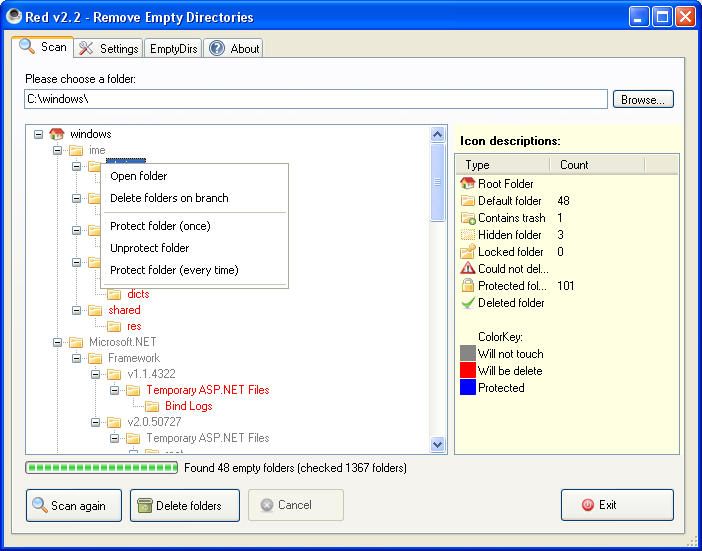 Red v2.2 - Remove Empty Directories
Scan
Settings
EmptyDirs
About
Please choose a folder:
C:\windows\
Browse...
windows
ime
Open folder
Delete folders on branch
Protect folder (once)
Unprotect folder
Protect folder (every time)
dicts
shared
res
Microsoft.NET
Framework
v1.1.4322
Temporary ASP.NET Files
Bind Logs
v2.0.50727
Temporary ASP.NET Files
Icon descriptions:
Type Count
Root Folder
Default folder 48
Contains trash 1
Hidden folder 3
Locked folder 0
Could not del...
Protected fol... 101
Deleted folder
ColorKey:
Will not touch
Will be delete
Protected
Found 48 empty folders (checked 1367 folders)
Scan again
Delete folders
Cancel
Exit